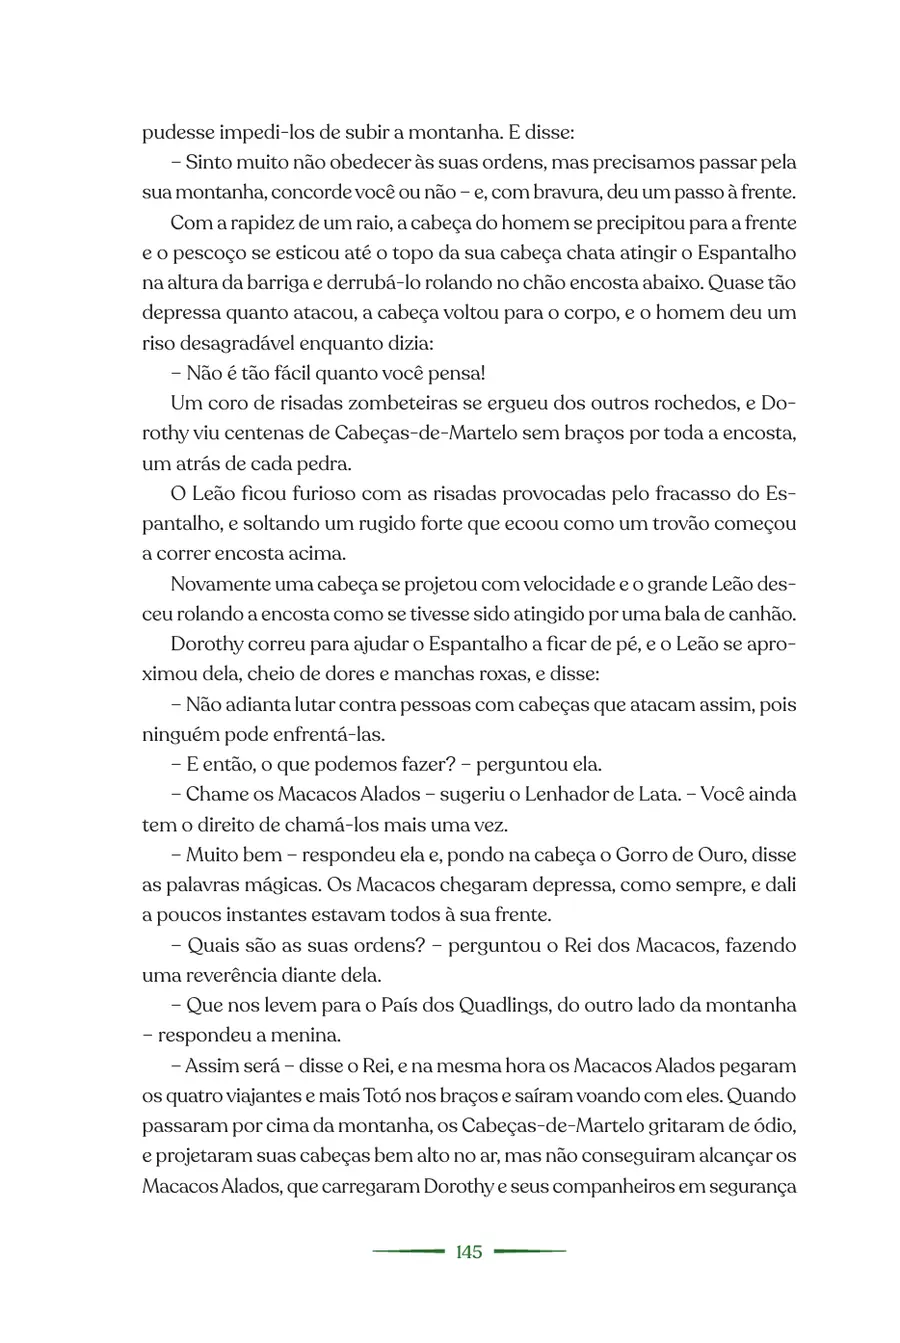 pudesse impedi-los de subir a montanha. E disse:
– Sinto muito não obedecer às suas ordens, mas precisamos passar pela
sua montanha, concorde você ou não – e, com bravura, deu um passo à frente.
Com a rapidez de um raio, a cabeça do homem se precipitou para a frente
e o pescoço se esticou até o topo da sua cabeça chata atingir o Espantalho
na altura da barriga e derrubá-lo rolando no chão encosta abaixo. Quase tão
depressa quanto atacou, a cabeça voltou para o corpo, e o homem deu um
riso desagradável enquanto dizia:
– Não é tão fácil quanto você pensa!
Um coro de risadas zombeteiras se ergueu dos outros rochedos, e Do-
rothy viu centenas de Cabeças-de-Martelo sem braços por toda a encosta,
um atrás de cada pedra.
O Leão ficou furioso com as risadas provocadas pelo fracasso do Es-
pantalho, e soltando um rugido forte que ecoou como um trovão começou
a correr encosta acima.
Novamente uma cabeça se projetou com velocidade e o grande Leão des-
ceu rolando a encosta como se tivesse sido atingido por uma bala de canhão.
Dorothy correu para ajudar o Espantalho a ficar de pé, e o Leão se apro-
ximou dela, cheio de dores e manchas roxas, e disse:
– Não adianta lutar contra pessoas com cabeças que atacam assim, pois
ninguém pode enfrentá-las.
– E então, o que podemos fazer? – perguntou ela.
– Chame os Macacos Alados – sugeriu o Lenhador de Lata. – Você ainda
tem o direito de chamá-los mais uma vez.
– Muito bem – respondeu ela e, pondo na cabeça o Gorro de Ouro, disse
as palavras mágicas. Os Macacos chegaram depressa, como sempre, e dali
a poucos instantes estavam todos à sua frente.
– Quais são as suas ordens? – perguntou o Rei dos Macacos, fazendo
uma reverência diante dela.
– Que nos levem para o País dos Quadlings, do outro lado da montanha
– respondeu a menina.
– Assim será – disse o Rei, e na mesma hora os Macacos Alados pegaram
os quatro viajantes e mais Totó nos braços e saíram voando com eles. Quando
passaram por cima da montanha, os Cabeças-de-Martelo gritaram de ódio,
e projetaram suas cabeças bem alto no ar, mas não conseguiram alcançar os
Macacos Alados, que carregaram Dorothy e seus companheiros em segurança
145